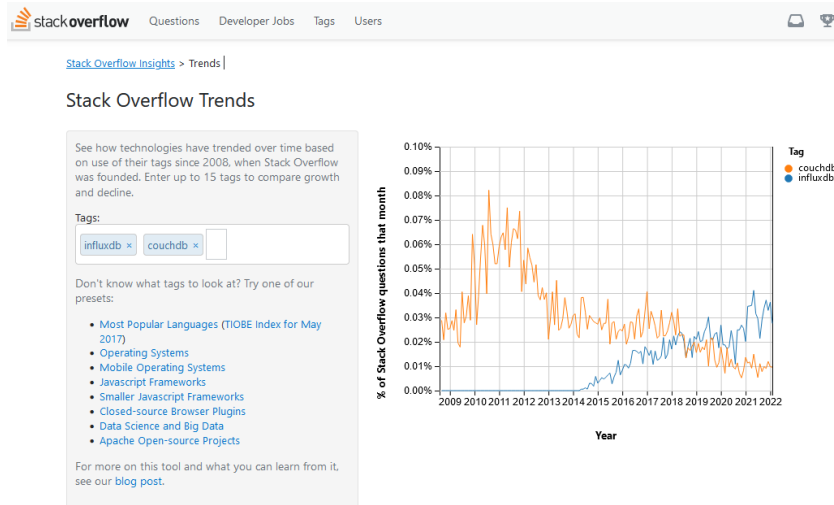 stackoverflow Questions Developer Jobs Tags Users
Stack Overflow Insights > Trends
Stack Overflow Trends
See how technologies have trended over time based
on use of their tags since 2008, when Stack Overflow
was founded. Enter up to 15 tags to compare growth
and decline.
Tags:
influxdb × couchdb ×
Don't know what tags to look at? Try one of our
presets:
Most Popular Languages (TIOBE Index for May
2017)
Operating Systems
Mobile Operating Systems
Javascript Frameworks
Smaller Javascript Frameworks
Closed-source Browser Plugins
Data Science and Big Data
Apache Open-source Projects
For more on this tool and what you can learn from it,
see our blog post.
% of Stack Overflow questions that month
0.10%
0.09%
0.08%
0.07%
0.06%
0.05%
0.04%
0.03%
0.02%
0.01%
0.00%
2009 2010 2011 2012 2013 2014 2015 2016 2017 2018 2019 2020 2021 2022
Year
Tag
couchdb
influxdb